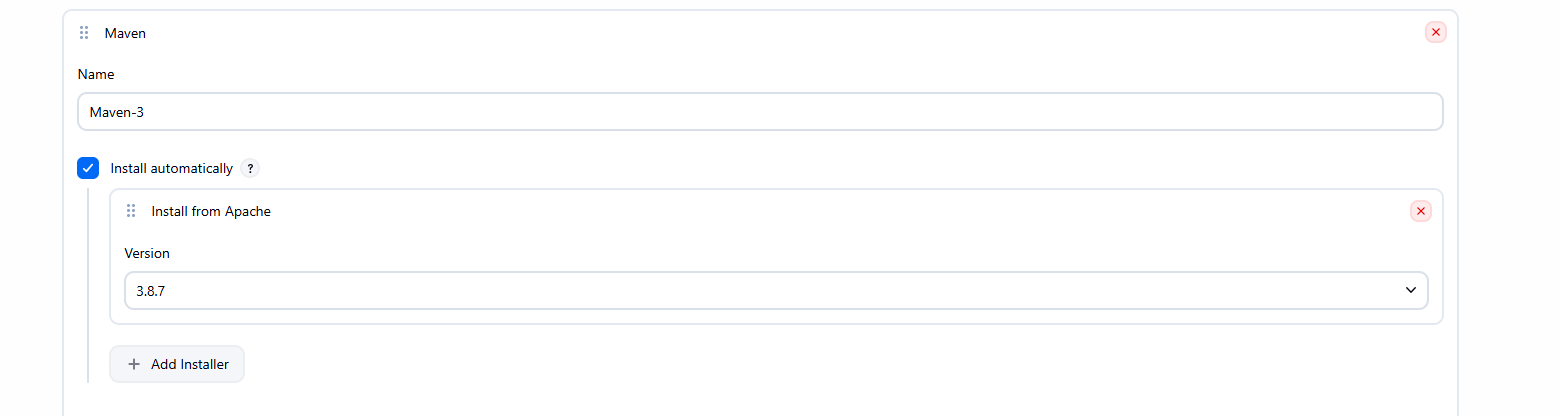 Maven
Name
Maven-3
Install automatically ?
Install from Apache
Version
3.8.7
+ Add Installer